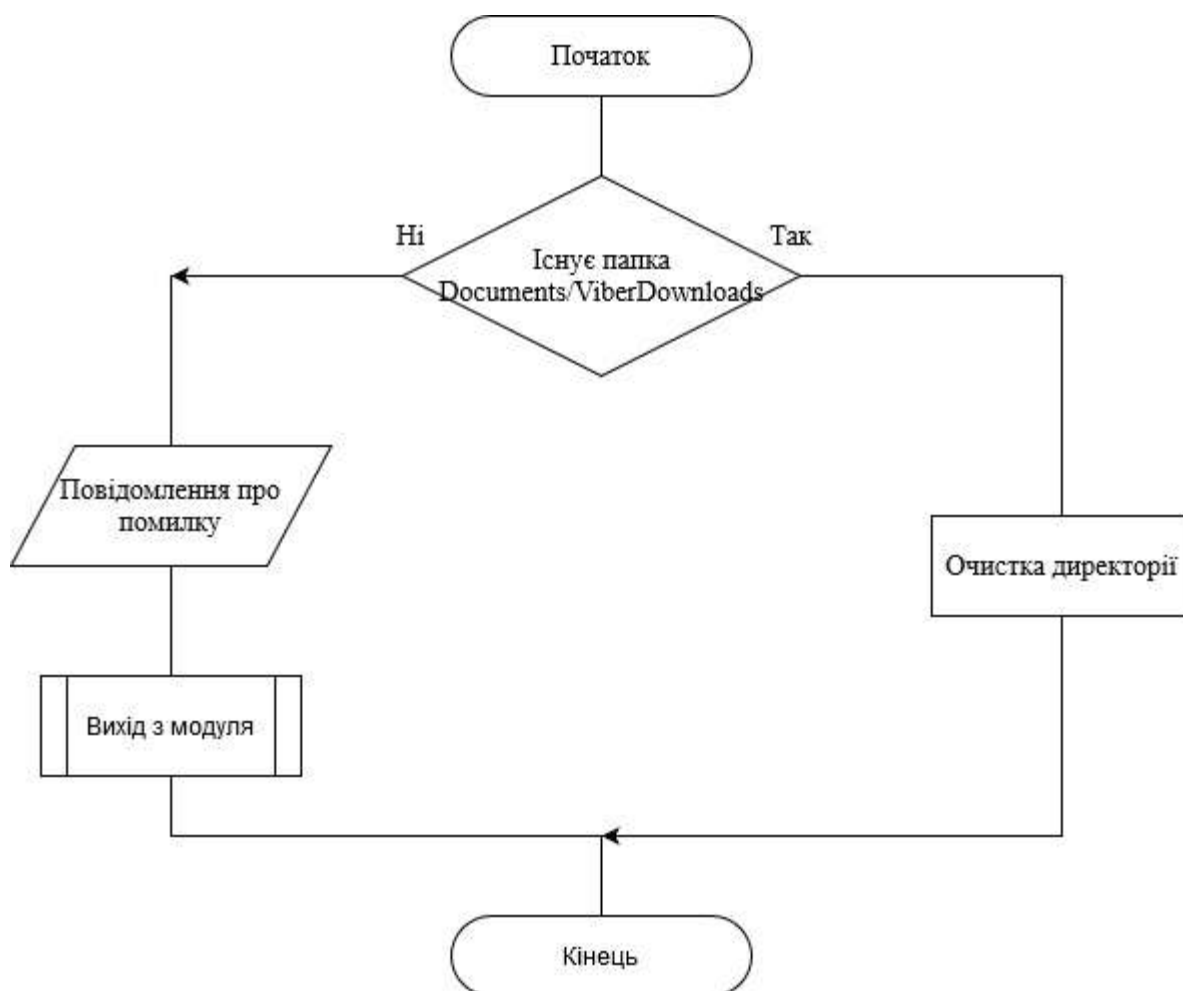 Початок
Ні
Так
Існує папка
Documents/ViberDownloads
Повідомлення про
помилку
Очистка директорії
Вихід з модуля
Кінець